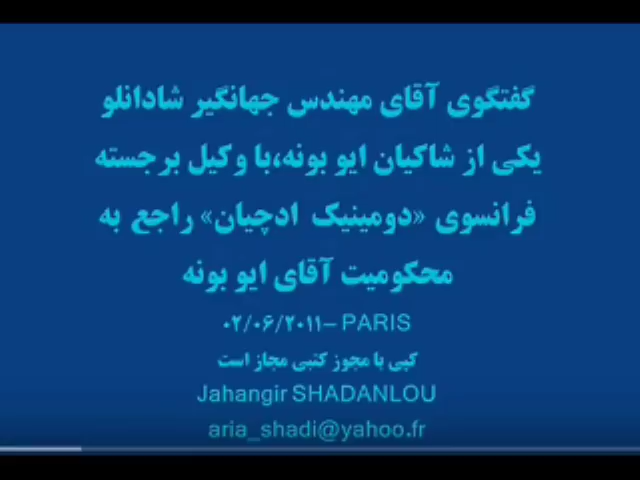 گفتگوی آقای مهندس جهانگیر شادانلو
یکی از شاکیان ایو بونه،با وکیل برجسته
فرانسوی «دومینیک ادچیان» راجع به
محکومیت آقای ایو بونه
۰۲/۰۶/۲۰۱۱– PARIS
کپی با مجوز کتبی مجاز است
Jahangir SHADANLOU
aria_shadi@yahoo.fr